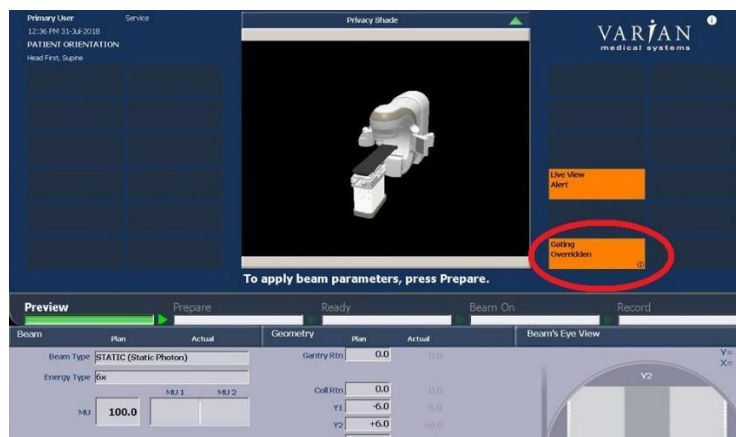 Primary User Service
12:36 PM 31-Jul-2018
PATIENT ORIENTATION
Head First, Supine
Privacy Shade
VARIAN
medical systems
Live View
Alert
Gating
Overridden
To apply beam parameters, press Prepare.
Preview Prepare Ready Beam On Record
Beam Plan Actual
Beam Type STATIC (Static Photon)
Energy Type 6x
MU 1 MU 2
MU 100.0
Geometry Plan Actual
Gantry Rtn 0.0 0.0
Coll Rtn 0.0 0.0
Y1 -6.0 -6.0
Y2 +6.0 +6.0
Beam's Eye View
Y=
X=
Y2